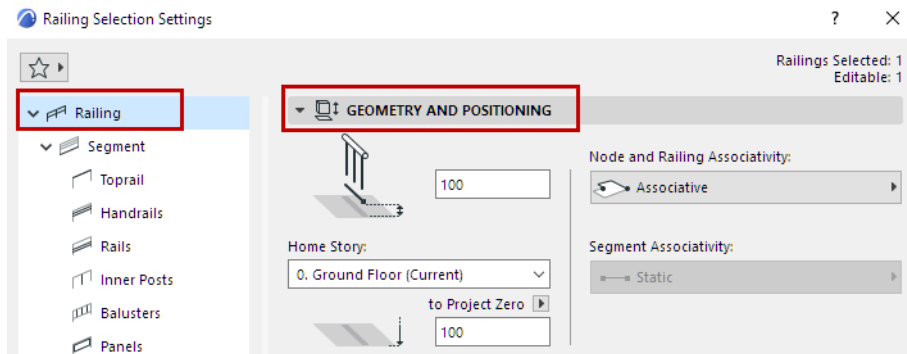 Railing Selection Settings
?
Railings Selected: 1
Editable: 1
Railing
Segment
Toprail
Handrails
Rails
Inner Posts
Balusters
Panels
GEOMETRY AND POSITIONING
100
Home Story:
0. Ground Floor (Current)
to Project Zero
100
Node and Railing Associativity:
Associative
Segment Associativity:
Static